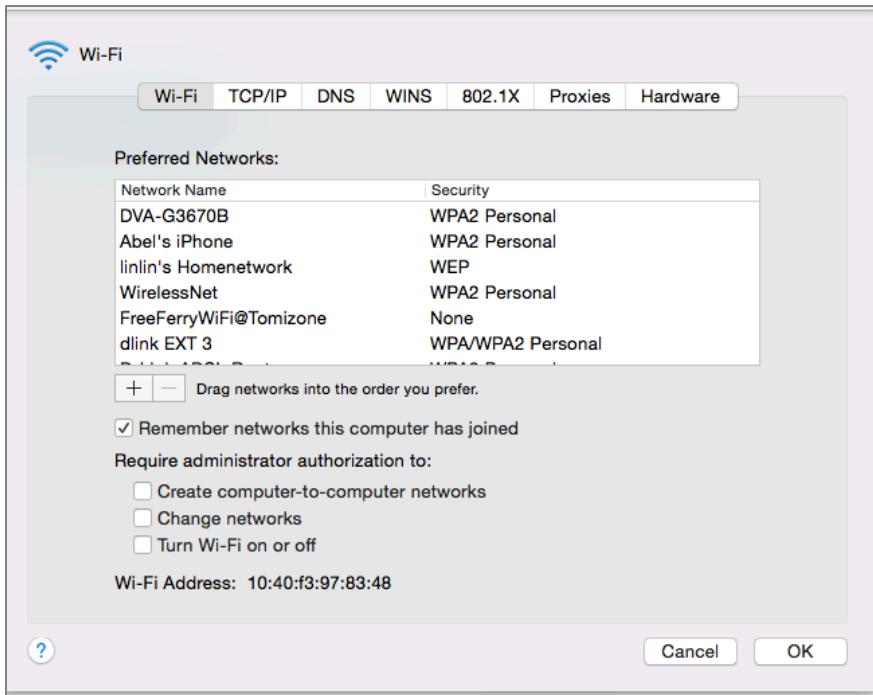 Wi-Fi
Wi-Fi TCP/IP DNS WINS 802.1X Proxies Hardware
Preferred Networks:
Network Name Security
DVA-G3670B WPA2 Personal
Abel's iPhone WPA2 Personal
linlin's Homenetwork WEP
WirelessNet WPA2 Personal
FreeFerryWiFi@Tomizone None
dlink EXT 3 WPA/WPA2 Personal
+ − Drag networks into the order you prefer.
Remember networks this computer has joined
Require administrator authorization to:
Create computer-to-computer networks
Change networks
Turn Wi-Fi on or off
Wi-Fi Address: 10:40:f3:97:83:48
? Cancel OK